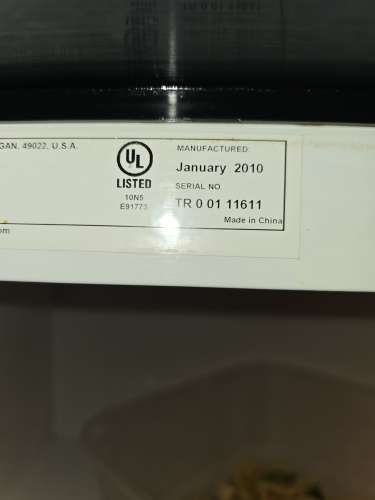 GAN, 49022, U.S.A.
UL
LISTED
10N5
E91773
MANUFACTURED:
January 2010
SERIAL NO.
TR 0 01 11611
Made in China
om